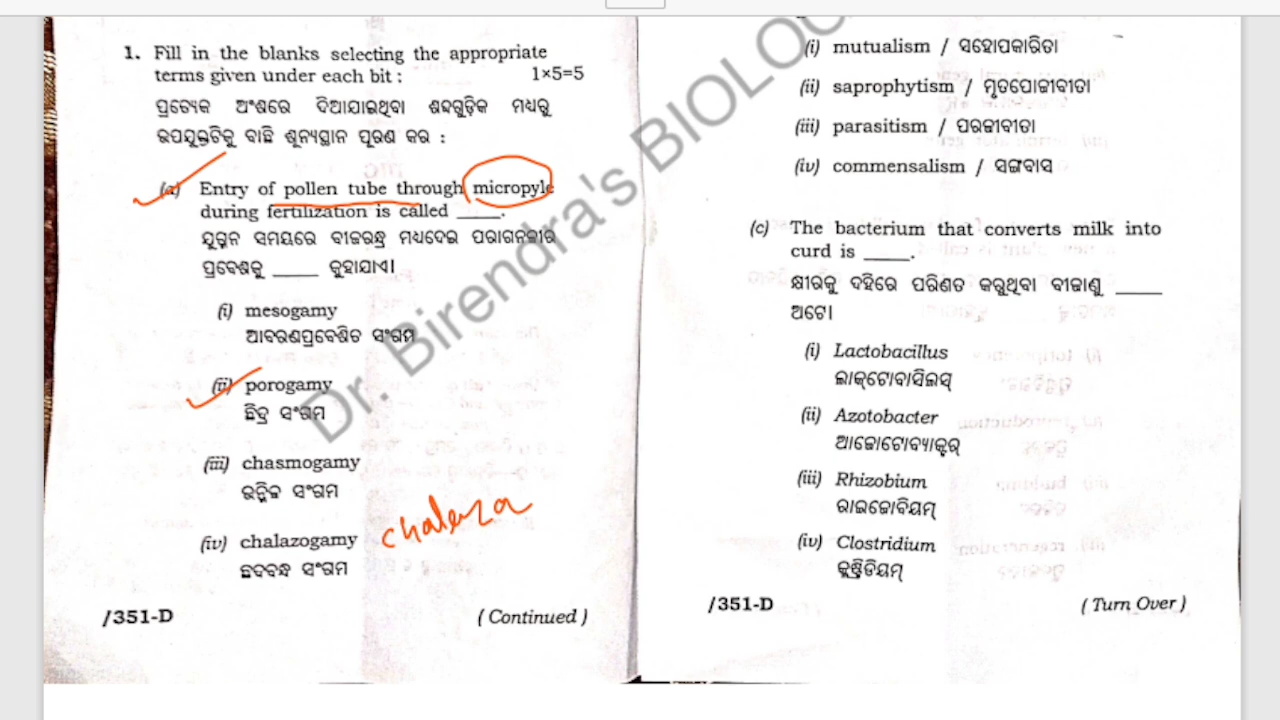 1. Fill in the blanks selecting the appropriate
terms given under each bit : 1×5=5
ପ୍ରତ୍ୟେକ ଅଂଶରେ ଦିଆଯାଇଥିବା ଶବ୍ଦଗୁଡ଼ିକ ମଧ୍ୟରୁ
ଉପଯୁକ୍ତଟିକୁ ବାଛି ଶୂନ୍ୟସ୍ଥାନ ପୂରଣ କର :
(a) Entry of pollen tube through micropyle
during fertilization is called _____.
ଯୁଗ୍ମନ ସମୟରେ ବୀଜରନ୍ଧ୍ର ମଧ୍ୟଦେଇ ପରାଗନଳୀର
ପ୍ରବେଶକୁ _____ କୁହାଯାଏ।
(i) mesogamy
ଆବରଣପ୍ରବେଶିତ ସଂଗମ
(ii) porogamy
ଛିଦ୍ର ସଂଗମ
(iii) chasmogamy
ଉନ୍ମିଳ ସଂଗମ
(iv) chalazogamy
ଛଦବନ୍ଧ ସଂଗମ
chalaza
/351-D (Continued)
(i) mutualism / ସହୋପକାରିତା
(ii) saprophytism / ମୃତପୋଜୀବୀତା
(iii) parasitism / ପରଜୀବୀତା
(iv) commensalism / ସଙ୍ଗବାସ
(c) The bacterium that converts milk into
curd is _____.
କ୍ଷୀରକୁ ଦହିରେ ପରିଣତ କରୁଥିବା ବୀଜାଣୁ _____
ଅଟେ।
(i) Lactobacillus
ଲାକ୍ଟୋବାସିଲସ୍
(ii) Azotobacter
ଆଜୋଟୋବ୍ୟାକ୍ଟର୍
(iii) Rhizobium
ରାଇଜୋବିୟମ୍
(iv) Clostridium
କ୍ଲଷ୍ଟ୍ରିଡିୟମ୍
/351-D (Turn Over)
Dr. Birendra's BIOLO